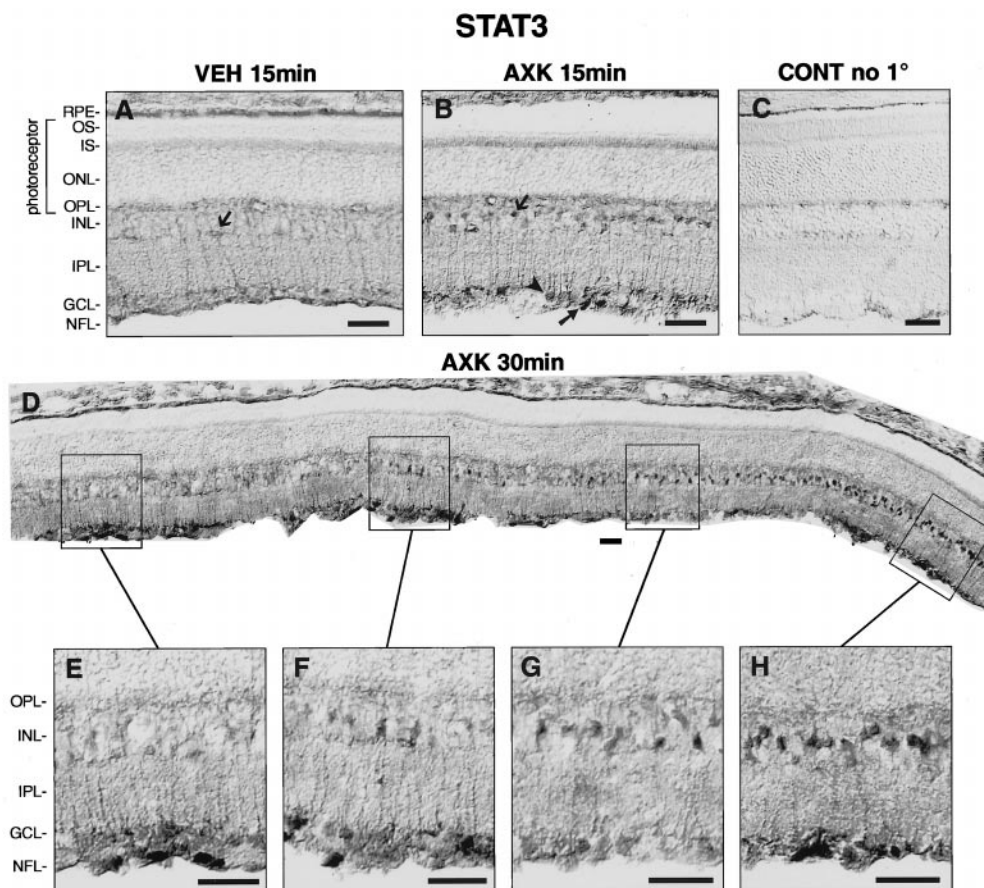 STAT3
VEH 15min
AXK 15min
CONT no 1°
A
B
C
RPE-
OS-
IS-
ONL-
OPL-
INL-
IPL-
GCL-
NFL-
photoreceptor
AXK 30min
D
E
F
G
H
OPL-
INL-
IPL-
GCL-
NFL-